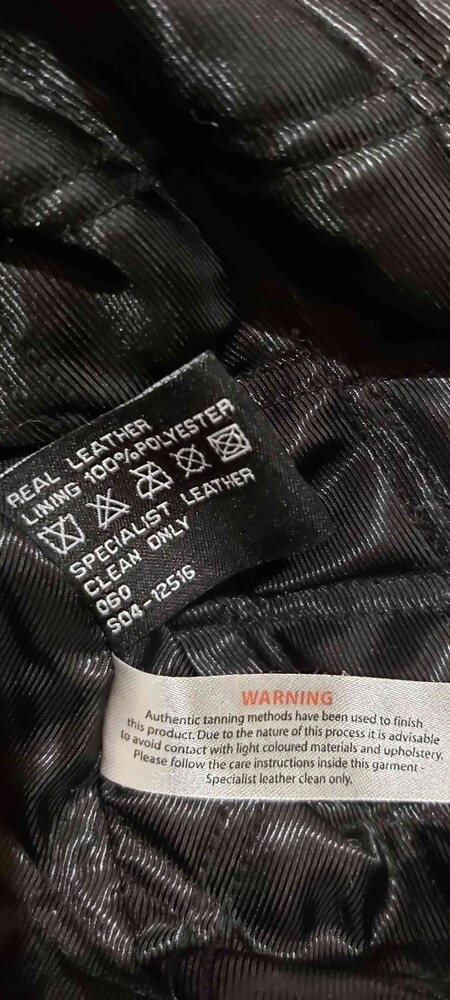 REAL LEATHER
LINING 100%POLYESTER
SPECIALIST LEATHER
CLEAN ONLY
060
S04-12516
WARNING
Authentic tanning methods have been used to finish
this product. Due to the nature of this process it is advisable
to avoid contact with light coloured materials and upholstery.
Please follow the care instructions inside this garment -
Specialist leather clean only.